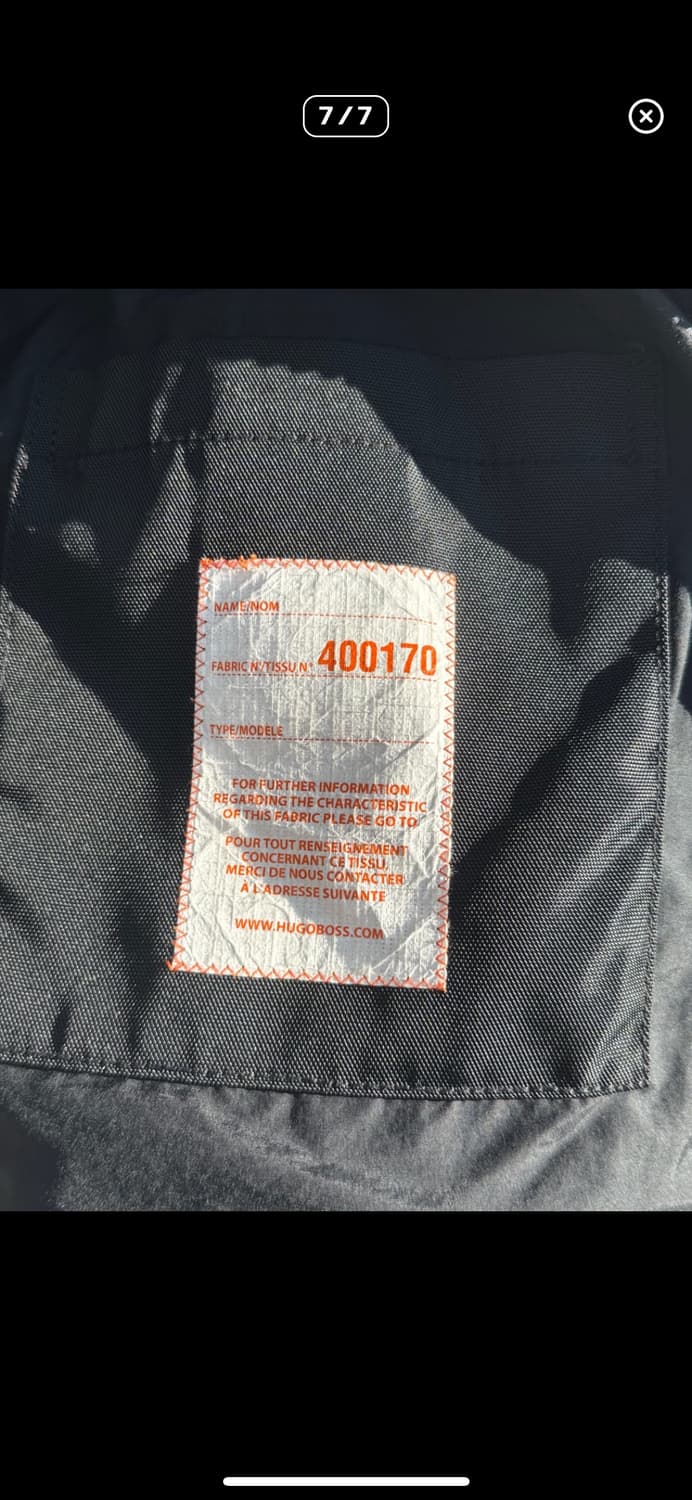 7/7
NAME/NOM
FABRIC N°/TISSU N° 400170
TYPE/MODELE
FOR FURTHER INFORMATION
REGARDING THE CHARACTERISTIC
OF THIS FABRIC PLEASE GO TO
POUR TOUT RENSEIGNEMENT
CONCERNANT CE TISSU,
MERCI DE NOUS CONTACTER
À L'ADRESSE SUIVANTE
WWW.HUGOBOSS.COM